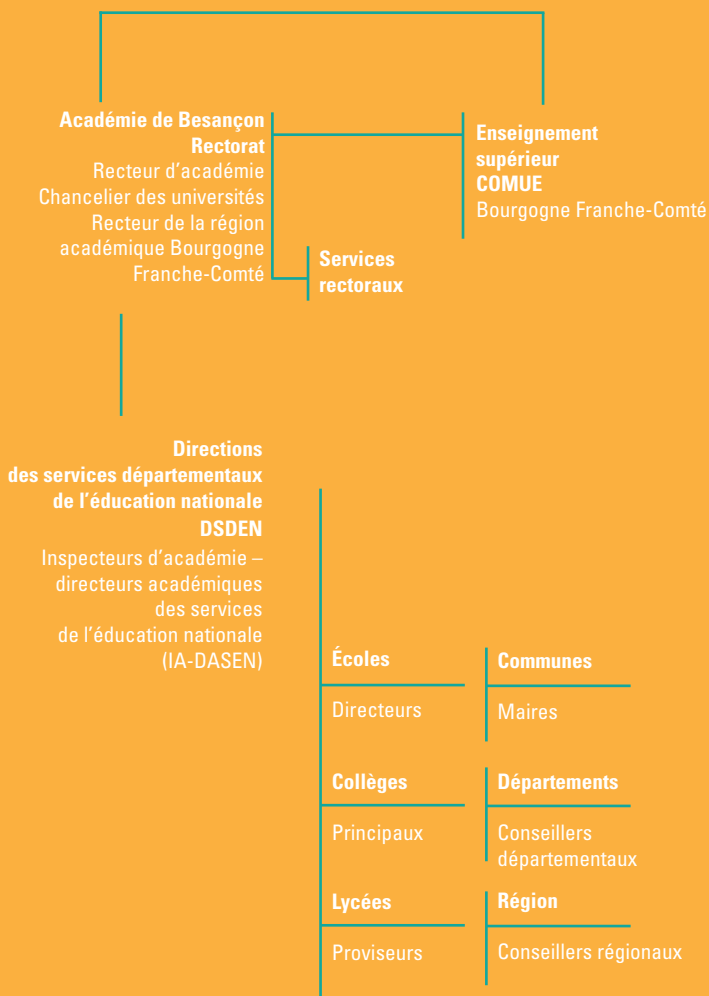 Académie de Besançon
Rectorat
Recteur d’académie
Chancelier des universités
Recteur de la région
académique Bourgogne
Franche-Comté
Enseignement
supérieur
COMUE
Bourgogne Franche-Comté
Services
rectoraux
Directions
des services départementaux
de l’éducation nationale
DSDEN
Inspecteurs d’académie –
directeurs académiques
des services
de l’éducation nationale
(IA-DASEN)
Écoles
Directeurs
Communes
Maires
Collèges
Principaux
Départements
Conseillers
départementaux
Lycées
Proviseurs
Région
Conseillers régionaux